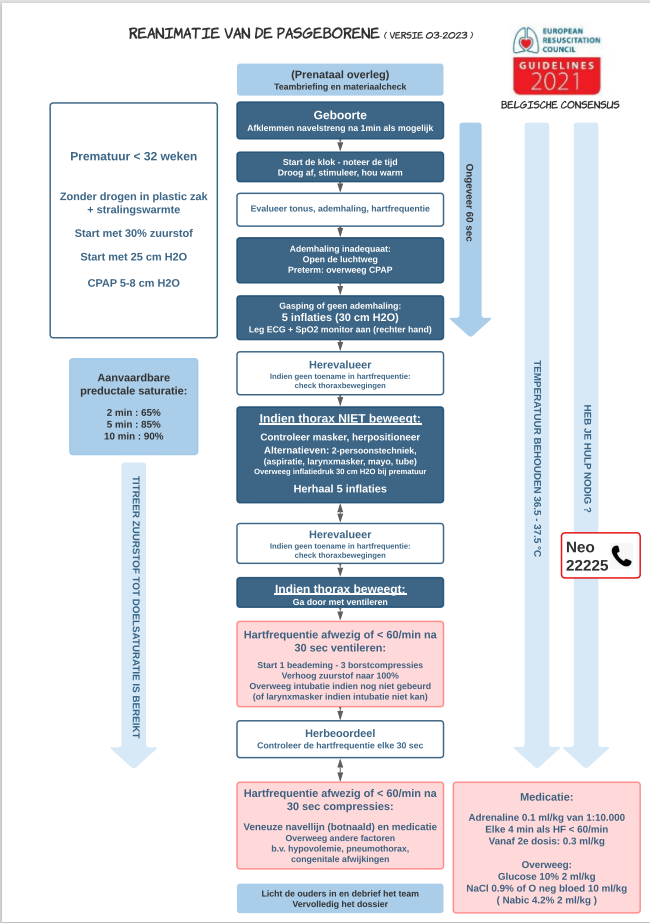 REANIMATIE VAN DE PASGEBORENE ( VERSIE 03-2023 )
EUROPEAN
RESUSCITATION
COUNCIL
GUIDELINES
2021
BELGISCHE CONSENSUS
(Prenataal overleg)
Teambriefing en materiaalcheck
Geboorte
Afklemmen navelstreng na 1min als mogelijk
Start de klok - noteer de tijd
Droog af, stimuleer, hou warm
Evalueer tonus, ademhaling, hartfrequentie
Ademhaling inadequaat:
Open de luchtweg
Preterm: overweeg CPAP
Gasping of geen ademhaling:
5 inflaties (30 cm H2O)
Leg ECG + SpO2 monitor aan (rechter hand)
Herevalueer
Indien geen toename in hartfrequentie:
check thoraxbewegingen
Indien thorax NIET beweegt:
Controleer masker, herpositioneer
Alternatieven: 2-persoonstechniek,
(aspiratie, larynxmasker, mayo, tube)
Overweeg inflatiedruk 30 cm H2O bij prematuur
Herhaal 5 inflaties
Herevalueer
Indien geen toename in hartfrequentie:
check thoraxbewegingen
Indien thorax beweegt:
Ga door met ventileren
Hartfrequentie afwezig of < 60/min na
30 sec ventileren:
Start 1 beademing - 3 borstcompressies
Verhoog zuurstof naar 100%
Overweeg intubatie indien nog niet gebeurd
(of larynxmasker indien intubatie niet kan)
Herbeoordeel
Controleer de hartfrequentie elke 30 sec
Hartfrequentie afwezig of < 60/min na
30 sec compressies:
Veneuze navellijn (botnaald) en medicatie
Overweeg andere factoren
b.v. hypovolemie, pneumothorax,
congenitale afwijkingen
Licht de ouders in en debrief het team
Vervolledig het dossier
Prematuur < 32 weken
Zonder drogen in plastic zak
+ stralingswarmte
Start met 30% zuurstof
Start met 25 cm H2O
CPAP 5-8 cm H2O
Aanvaardbare
preductale saturatie:
2 min : 65%
5 min : 85%
10 min : 90%
TITREER ZUURSTOF TOT DOELSATURATIE IS BEREIKT
Ongeveer 60 sec
TEMPERATUUR BEHOUDEN 36.5 - 37.5 °C
HEB JE HULP NODIG ?
Neo
22225
Medicatie:
Adrenaline 0.1 ml/kg van 1:10.000
Elke 4 min als HF < 60/min
Vanaf 2e dosis: 0.3 ml/kg
Overweeg:
Glucose 10% 2 ml/kg
NaCl 0.9% of O neg bloed 10 ml/kg
( Nabic 4.2% 2 ml/kg )